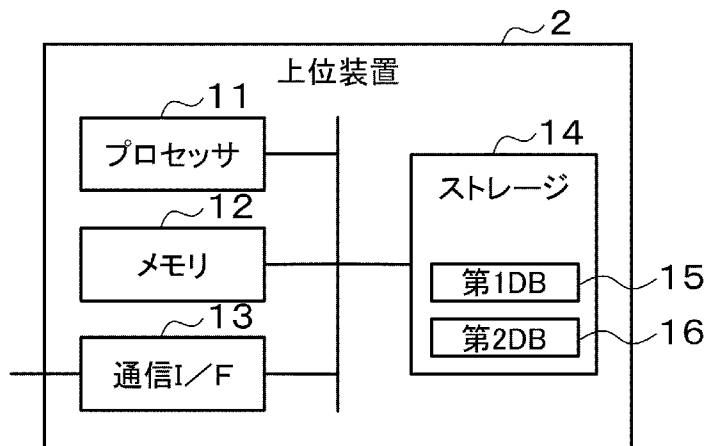 2
上位装置
11
プロセッサ
12
メモリ
13
通信I／F
14
ストレージ
第1DB
15
第2DB
16